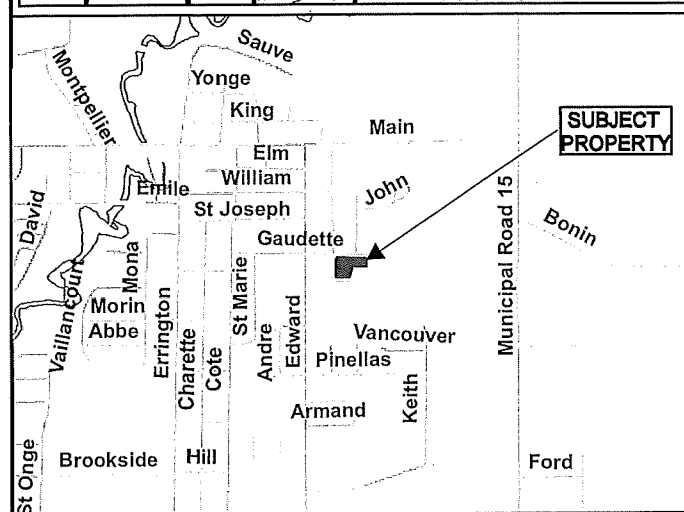 Sauve
Montpellier
Yonge
King
Main
SUBJECT
PROPERTY
Elm
William
Emile
John
St Joseph
David
Municipal Road 15
Bonin
Gaudette
Mona
Vaillancourt
St Marie
Morin
Abbe
Errington
Charette
Cote
Andre
Edward
Vancouver
Pinellas
Armand
Keith
St Onge
Brookside
Hill
Ford